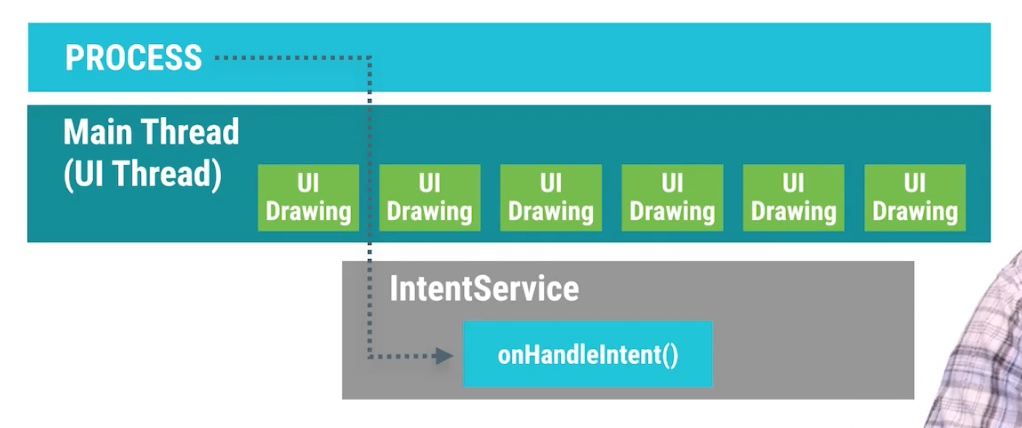 PROCESS
Main Thread
(UI Thread)
UI
Drawing
UI
Drawing
UI
Drawing
UI
Drawing
UI
Drawing
UI
Drawing
IntentService
onHandleIntent()